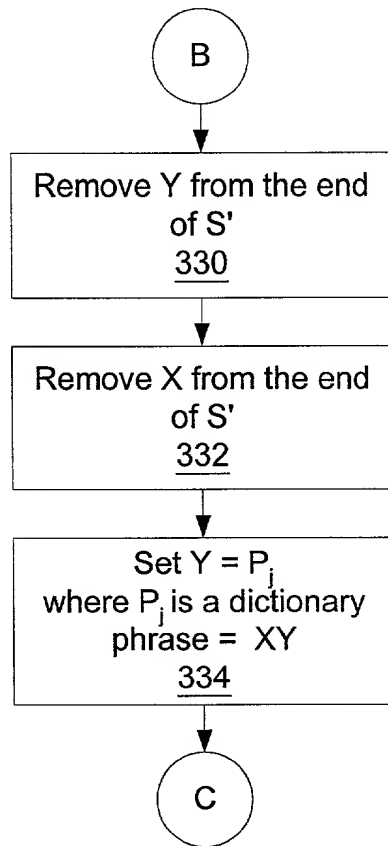 B
Remove Y from the end
of S'
330
Remove X from the end
of S'
332
Set Y = Pj
where Pj is a dictionary
phrase = XY
334
C